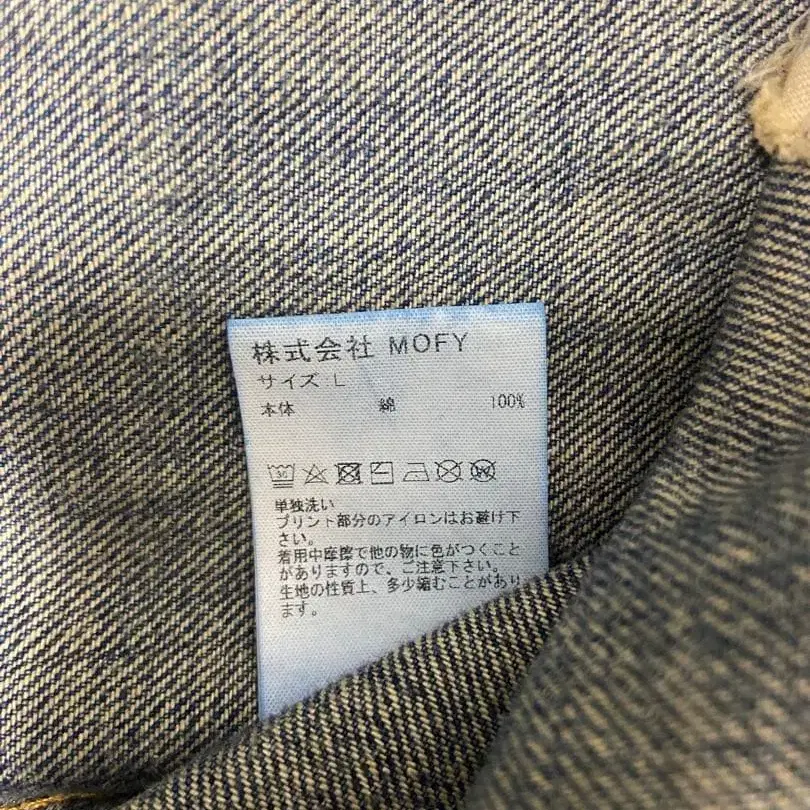 株式会社 MOFY
サイズ:L
本体 綿 100%
単独洗い
プリント部分のアイロンはお避け下
さい。
着用中摩擦で他の物に色がつくこと
がありますので、ご注意下さい。
生地の性質上、多少縮むことがあり
ます。